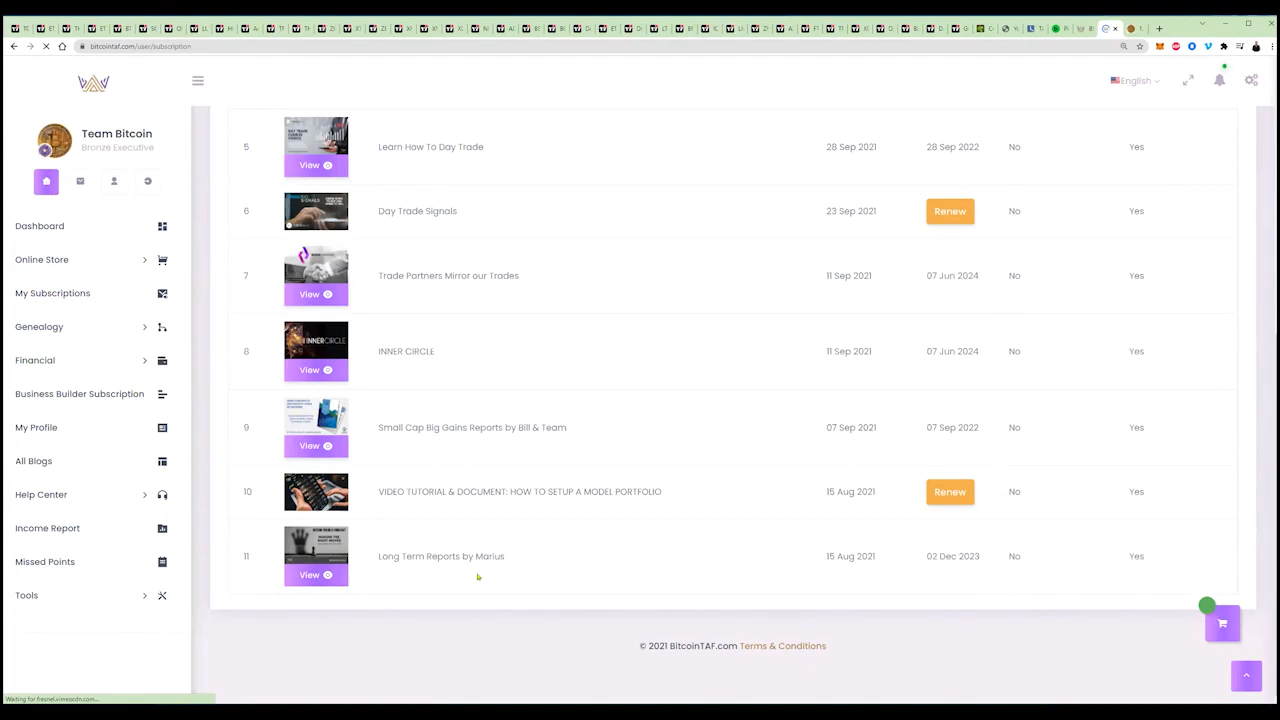 bitcointaf.com/user/subscription
English
Team Bitcoin
Bronze Executive
Dashboard
Online Store
My Subscriptions
Genealogy
Financial
Business Builder Subscription
My Profile
All Blogs
Help Center
Income Report
Missed Points
Tools
5 View Learn How To Day Trade 28 Sep 2021 28 Sep 2022 No Yes
6 Day Trade Signals 23 Sep 2021 Renew No Yes
7 View Trade Partners Mirror our Trades 11 Sep 2021 07 Jun 2024 No Yes
8 INNER CIRCLE View INNER CIRCLE 11 Sep 2021 07 Jun 2024 No Yes
9 View Small Cap Big Gains Reports by Bill & Team 07 Sep 2021 07 Sep 2022 No Yes
10 VIDEO TUTORIAL & DOCUMENT: HOW TO SETUP A MODEL PORTFOLIO 15 Aug 2021 Renew No Yes
11 View Long Term Reports by Marius 15 Aug 2021 02 Dec 2023 No Yes
© 2021 BitcoinTAF.com Terms & Conditions
Waiting for fresnel.vimeocdn.com...